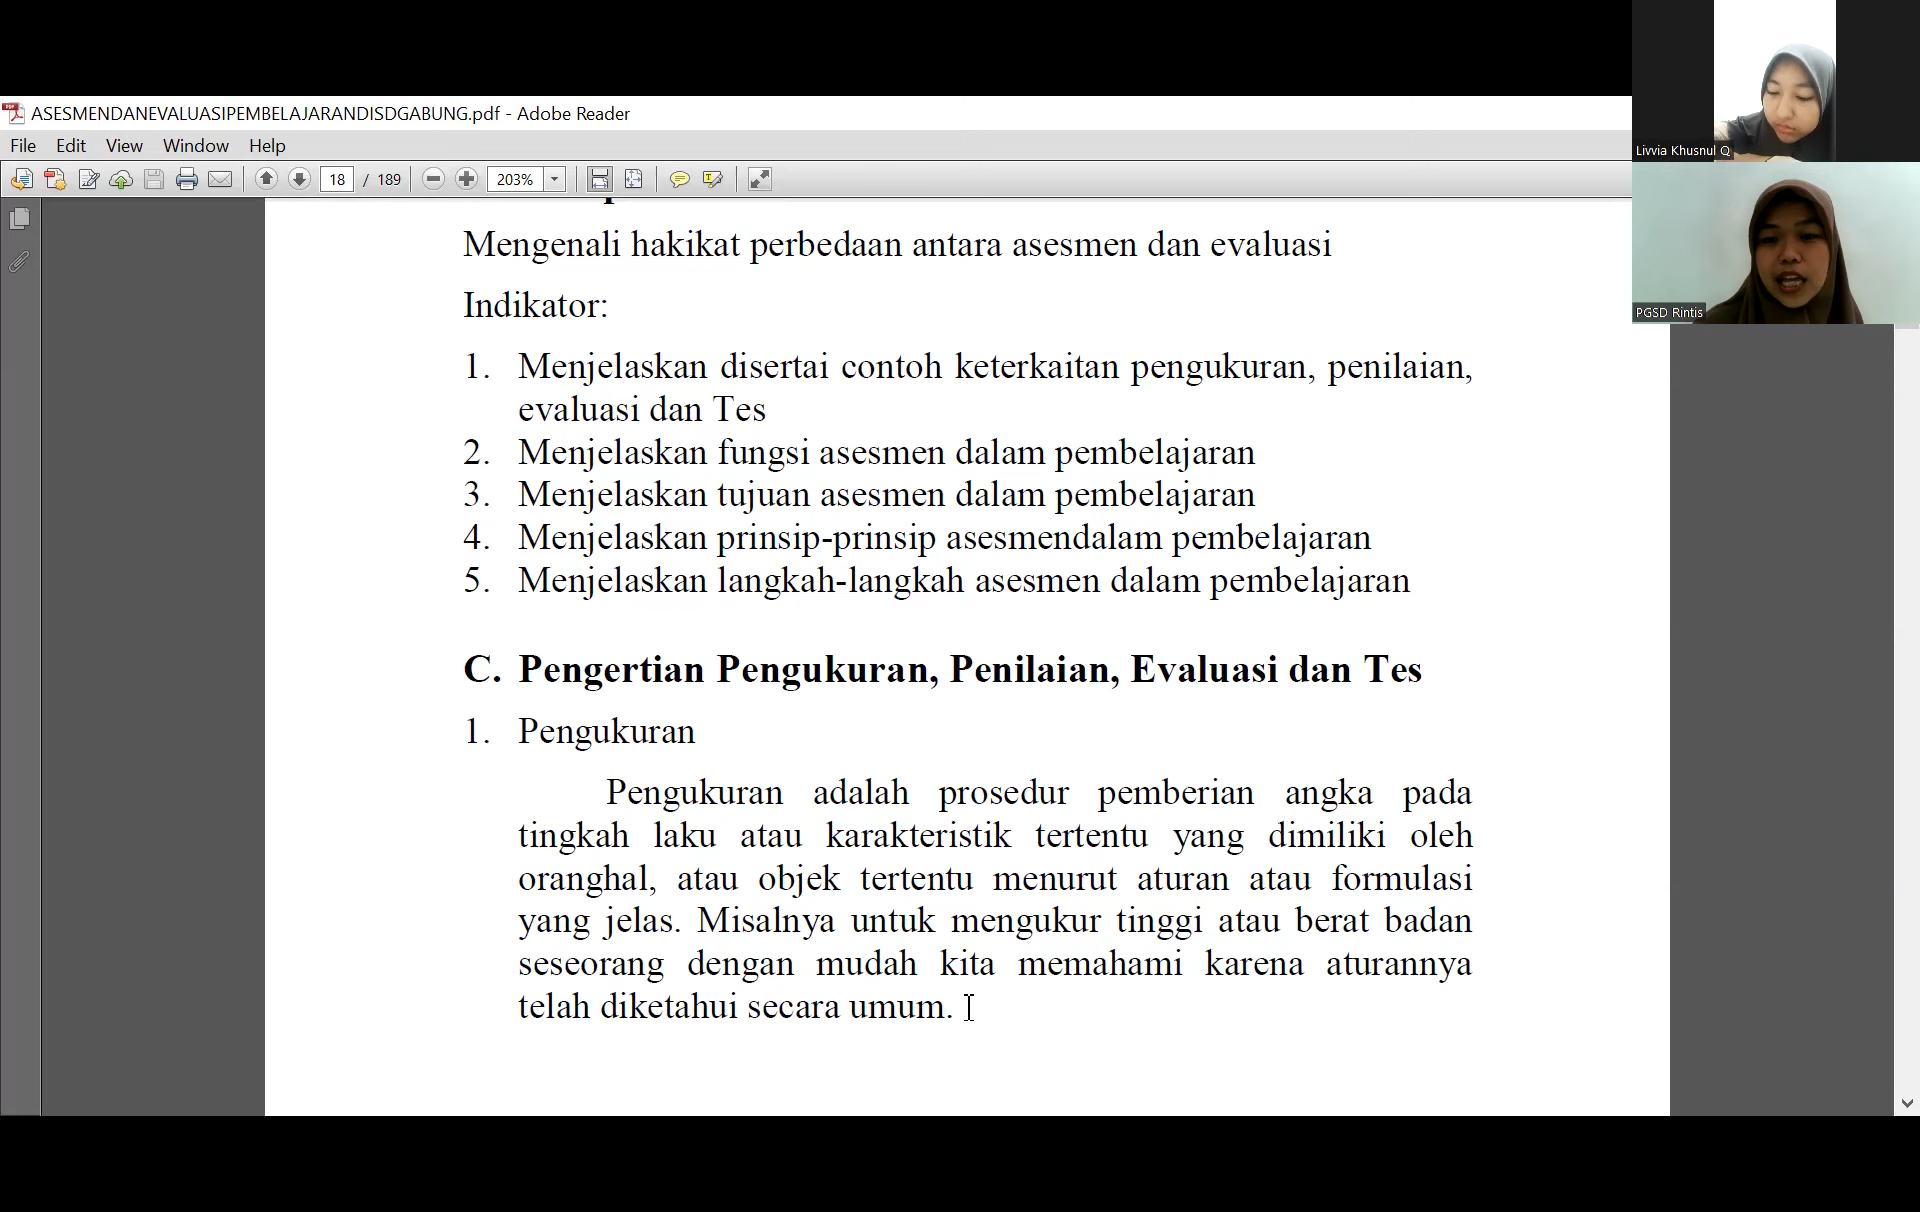 ASESMENDANEVALUASIPEMBELAJARANDISDGABUNG.pdf - Adobe Reader
File Edit View Window Help
18 / 189 203%
Livvia Khusnul Q
PGSD Rintis
Mengenali hakikat perbedaan antara asesmen dan evaluasi
Indikator:
1. Menjelaskan disertai contoh keterkaitan pengukuran, penilaian,
evaluasi dan Tes
2. Menjelaskan fungsi asesmen dalam pembelajaran
3. Menjelaskan tujuan asesmen dalam pembelajaran
4. Menjelaskan prinsip-prinsip asesmendalam pembelajaran
5. Menjelaskan langkah-langkah asesmen dalam pembelajaran
C. Pengertian Pengukuran, Penilaian, Evaluasi dan Tes
1. Pengukuran
Pengukuran adalah prosedur pemberian angka pada
tingkah laku atau karakteristik tertentu yang dimiliki oleh
oranghal, atau objek tertentu menurut aturan atau formulasi
yang jelas. Misalnya untuk mengukur tinggi atau berat badan
seseorang dengan mudah kita memahami karena aturannya
telah diketahui secara umum.